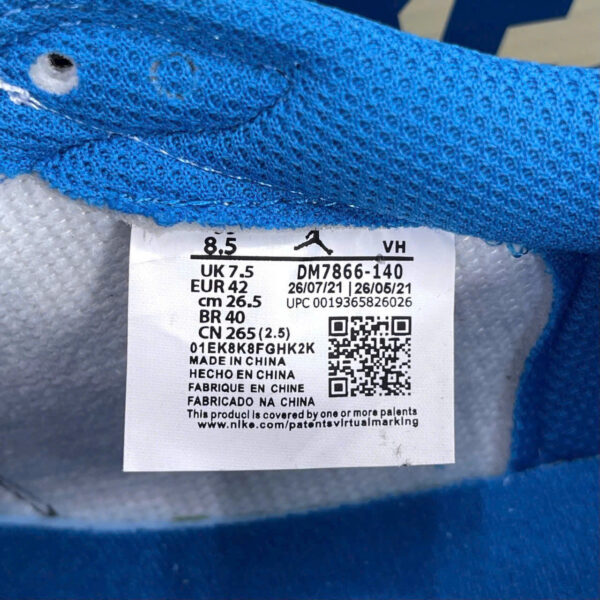 8.5 VH
UK 7.5 DM7866-140
EUR 42 26/07/21 | 26/05/21
cm 26.5 UPC 0019365826026
BR 40
CN 265 (2.5)
01EK8K8FGHK2K
MADE IN CHINA
HECHO EN CHINA
FABRIQUE EN CHINE
FABRICADO NA CHINA
This product is covered by one or more patents
www.nike.com/patentsvirtualmarking